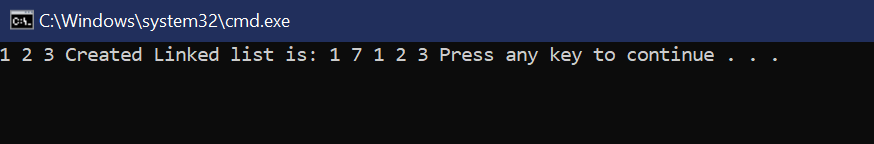 C:\Windows\system32\cmd.exe
1 2 3 Created Linked list is: 1 7 1 2 3 Press any key to continue . . .